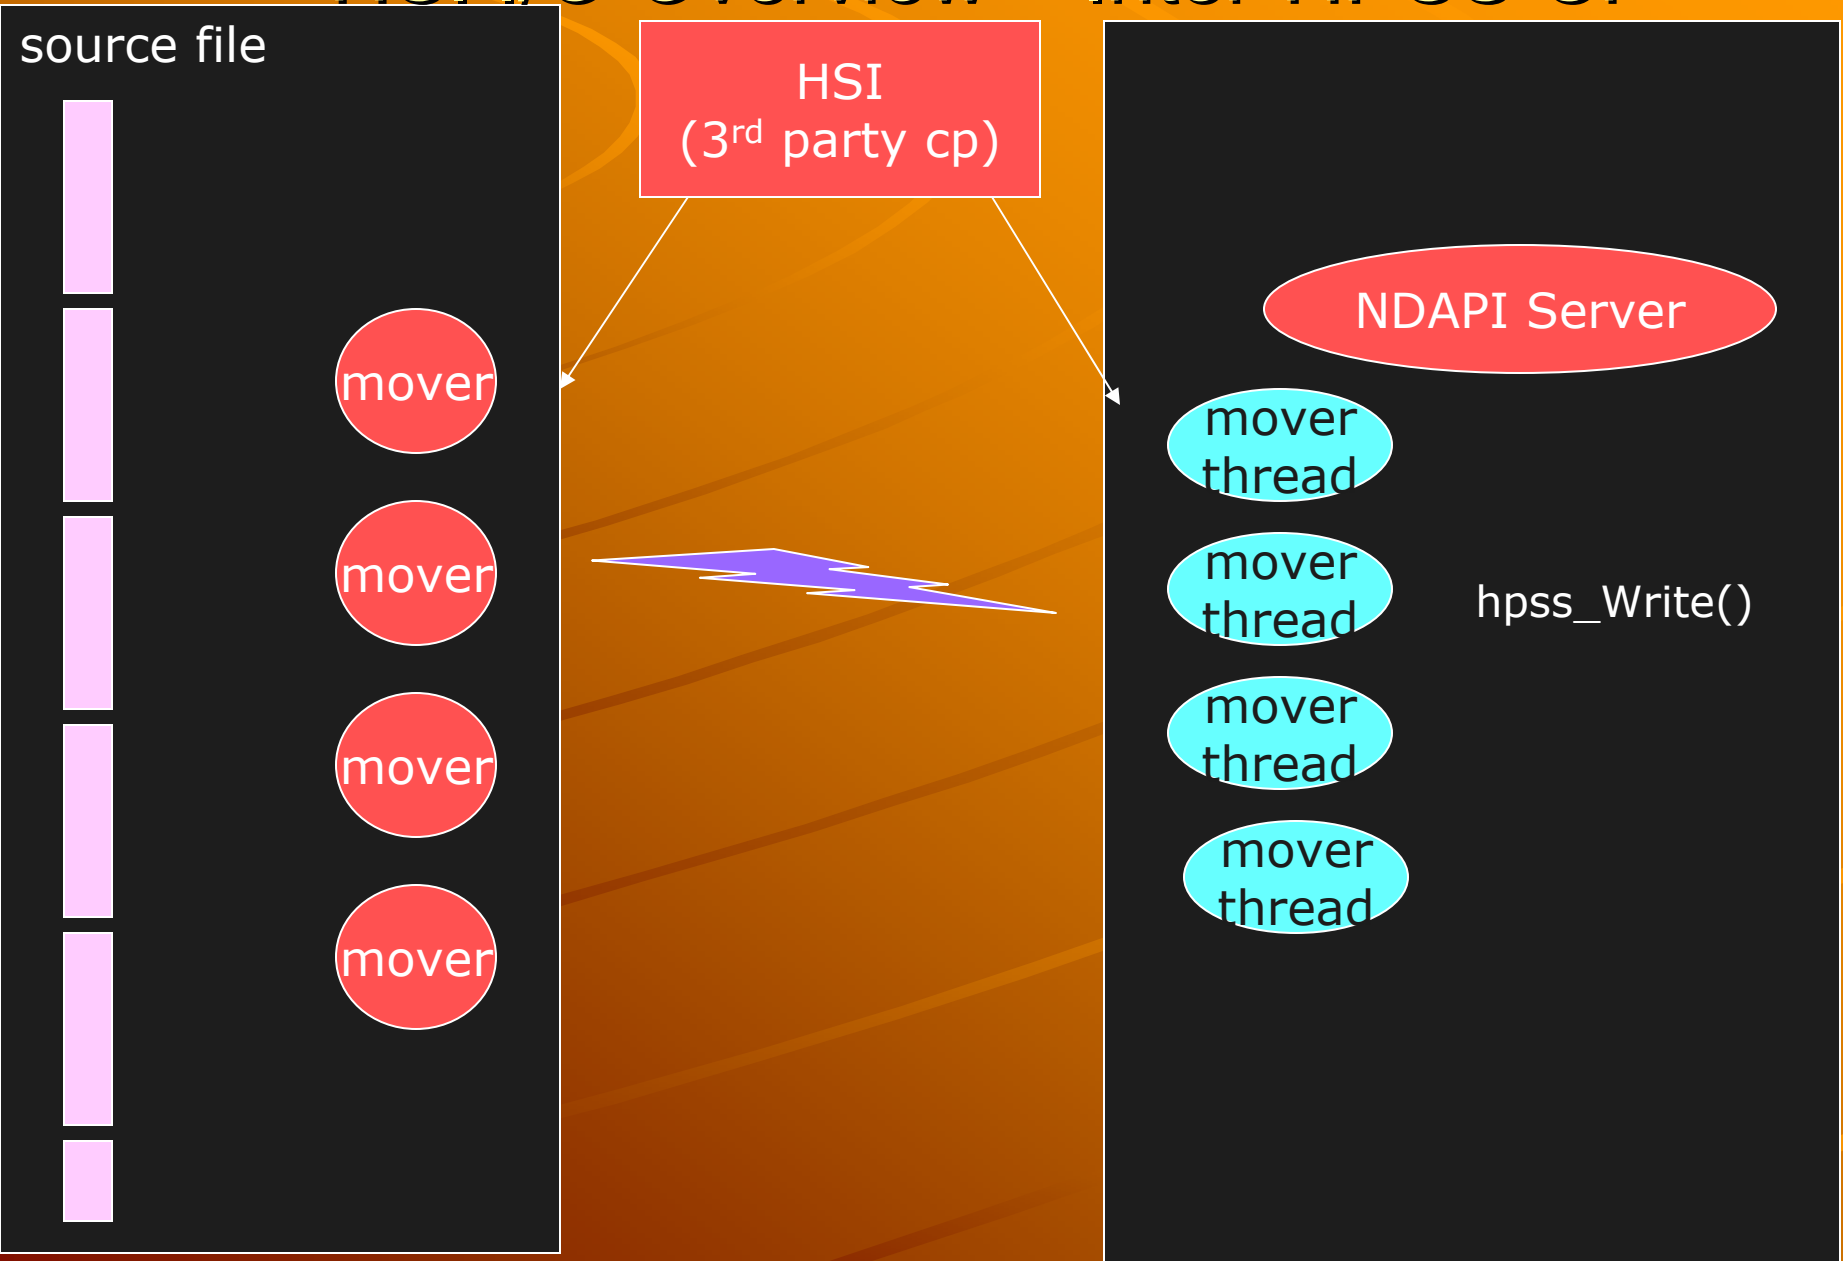 source file
HSI
(3rd party cp)
NDAPI Server
mover
mover
mover
mover
mover
thread
mover
thread
mover
thread
mover
thread
hpss_Write()